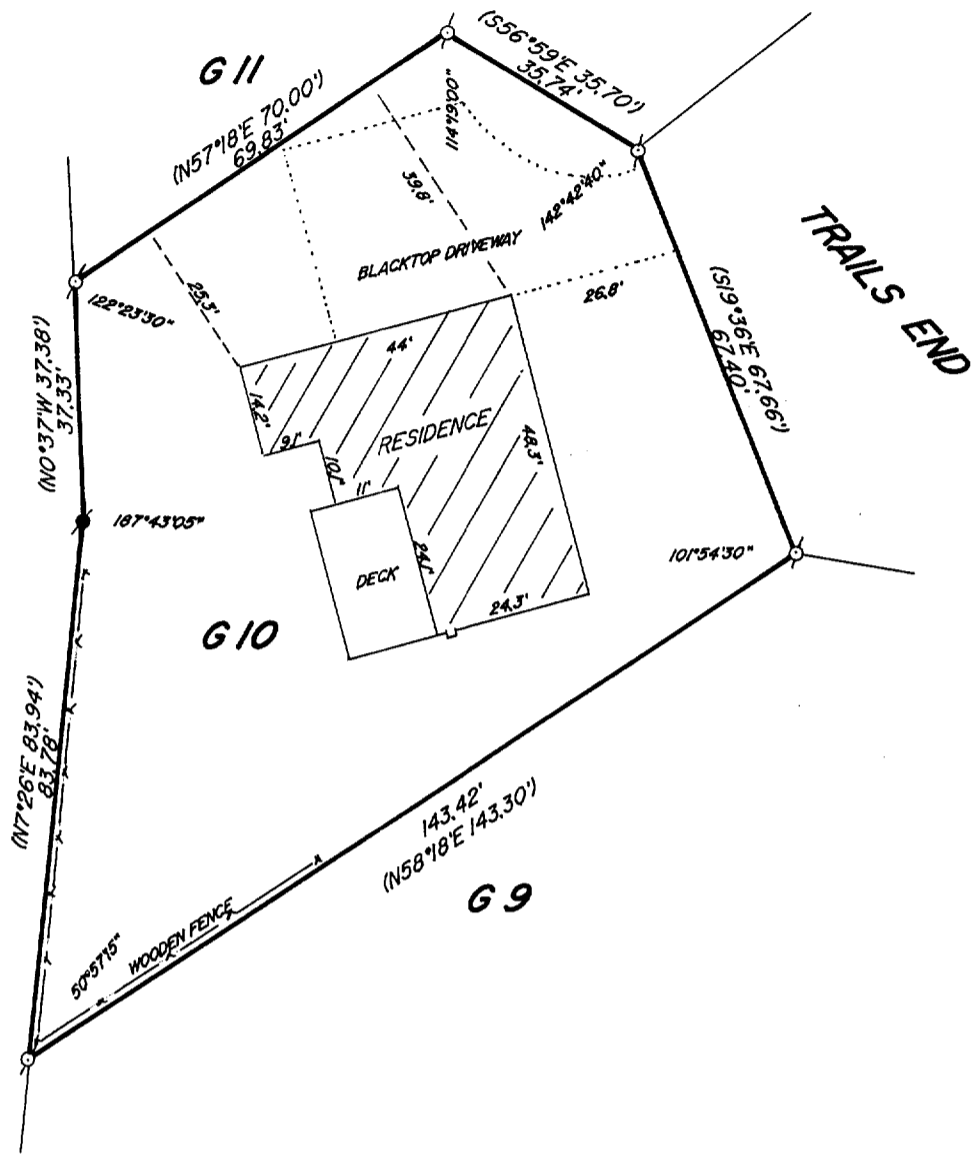 G 11
(S56°59'E 35.70')
35.74'
(N57°18'E 70.00')
69.83'
114°19'00"
39.8'
142°42'40"
TRAILS END
BLACKTOP DRIVEWAY
25.3'
122°23'30"
26.8'
(S19°36'E 67.66')
67.40'
(N0°37'W 37.38')
37.33'
44'
14.2'
9.1'
RESIDENCE
10.1'
11'
48.3'
187°43'05"
24.1'
DECK
101°54'30"
24.3'
G 10
(N7°26'E 83.94')
83.78'
143.42'
(N58°18'E 143.30')
G 9
WOODEN FENCE
50°57'15"